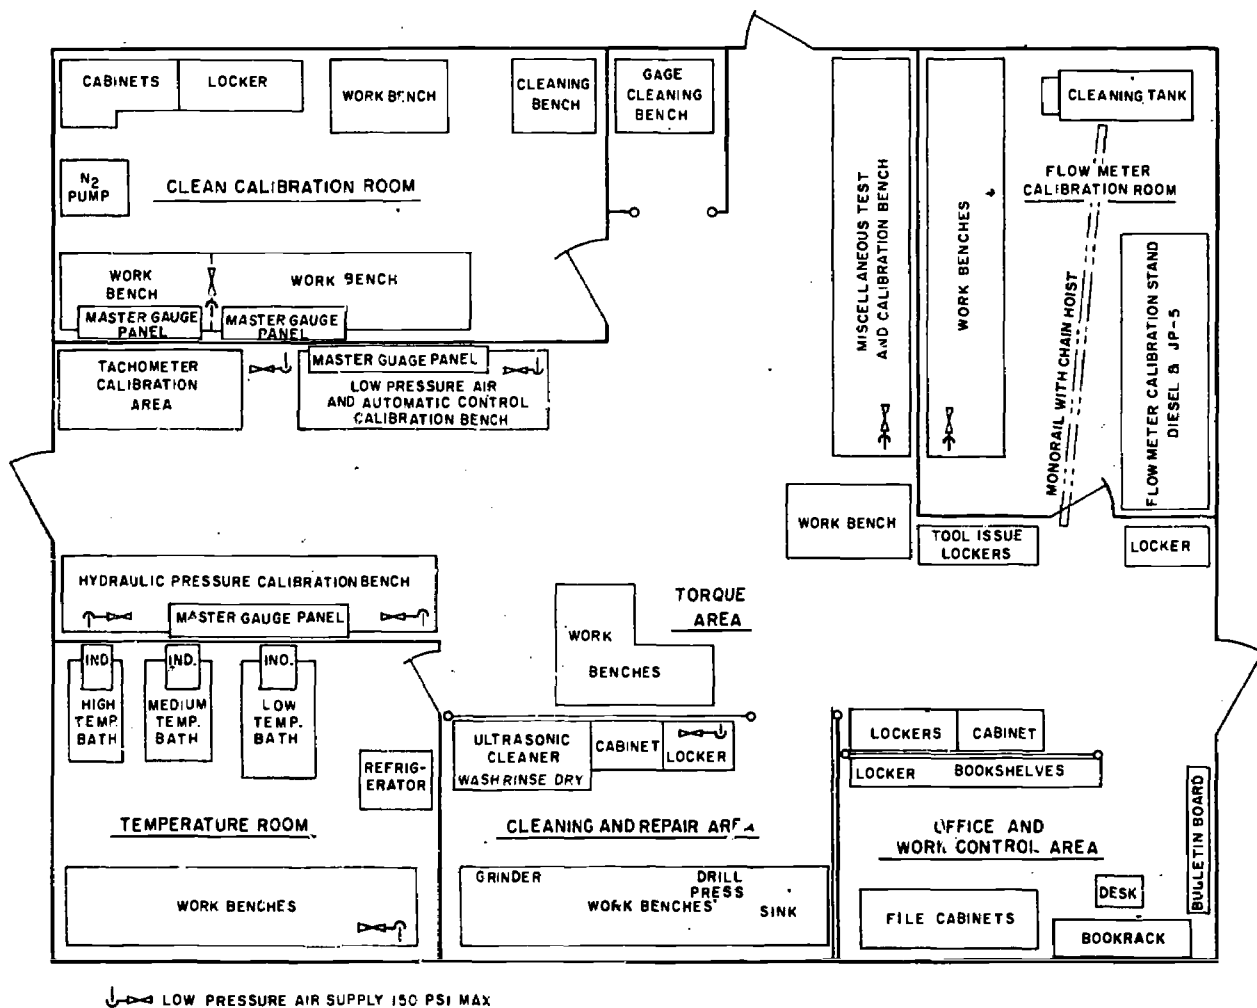 CABINETS
LOCKER
WORK BENCH
CLEANING
BENCH
GAGE
CLEANING
BENCH
CLEANING TANK
N2
PUMP
CLEAN CALIBRATION ROOM
FLOW METER
CALIBRATION ROOM
MISCELLANEOUS TEST
AND CALIBRATION BENCH
WORK BENCHES
MONORAIL WITH CHAIN HOIST
FLOW METER CALIBRATION STAND
DIESEL & JP-5
WORK
BENCH
WORK BENCH
MASTER GAUGE
PANEL
MASTER GAUGE
PANEL
TACHOMETER
CALIBRATION
AREA
MASTER GUAGE PANEL
LOW PRESSURE AIR
AND AUTOMATIC CONTROL
CALIBRATION BENCH
WORK BENCH
TOOL ISSUE
LOCKERS
LOCKER
HYDRAULIC PRESSURE CALIBRATION BENCH
MASTER GAUGE PANEL
TORQUE
AREA
WORK
BENCHES
IND
HIGH
TEMP.
BATH
IND.
MEDIUM
TEMP.
BATH
IND.
LOW
TEMP.
BATH
REFRIG-
ERATOR
ULTRASONIC
CLEANER
WASH RINSE DRY
CABINET
LOCKER
LOCKERS
CABINET
LOCKER
BOOKSHELVES
BULLETIN BOARD
TEMPERATURE ROOM
CLEANING AND REPAIR AREA
OFFICE AND
WORK CONTROL AREA
WORK BENCHES
GRINDER
DRILL
PRESS
WORK BENCHES
SINK
DESK
FILE CABINETS
BOOKRACK
LOW PRESSURE AIR SUPPLY 150 PSI MAX